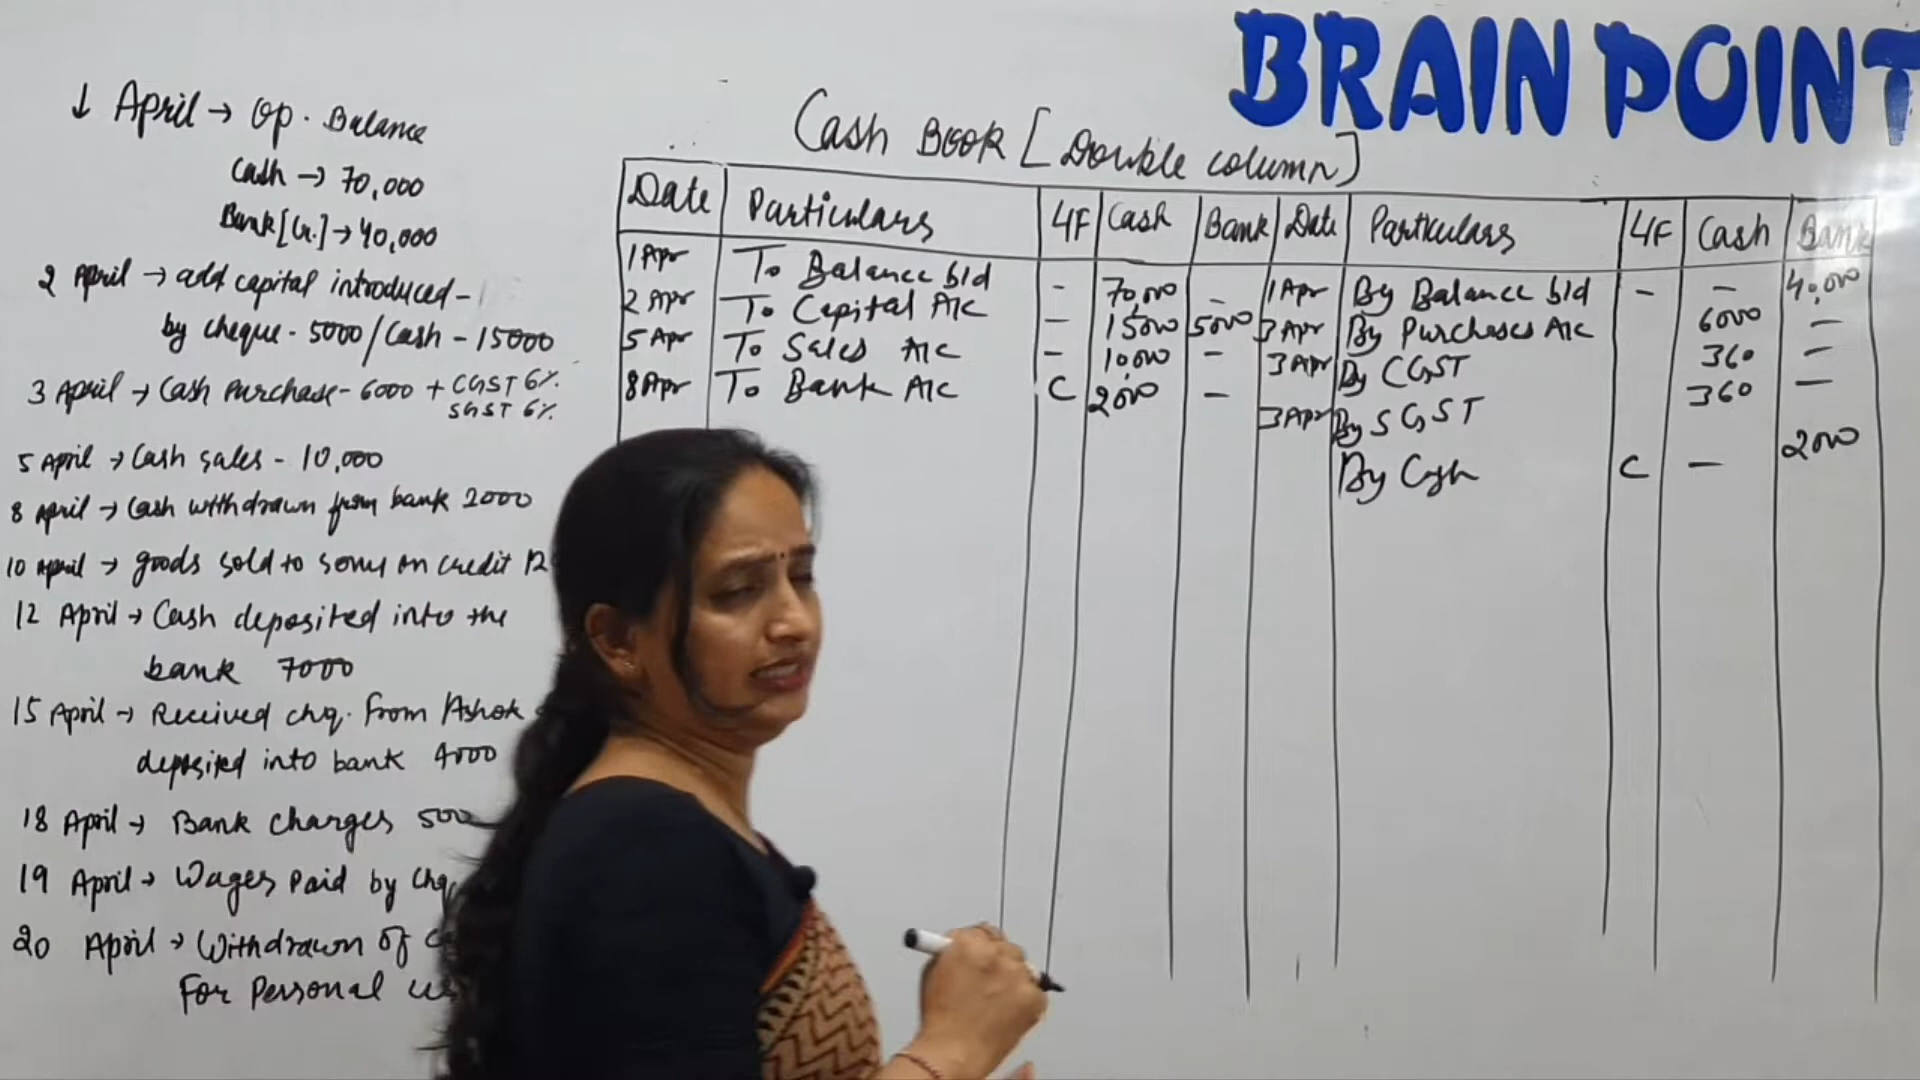 BRAIN POINT
↓ April → Op. Balance
Cash → 70,000
Bank [Cr.] → 40,000
2 April → add capital introduced -
by cheque - 5000 / Cash - 15000
3 April → Cash Purchase - 6000 + CGST 6%
SGST 6%
5 April → Cash sales - 10,000
8 April → Cash withdrawn from bank 2000
10 April → goods sold to sonu on credit 12
12 April → Cash deposited into the
bank 7000
15 April → Received chq. from Ashok
deposited into bank 4000
18 April → Bank charges 500
19 April → Wages Paid by chq
20 April → Withdrawn of
For Personal
Cash Book [Double column]
Date Particulars LF Cash Bank Date Particulars LF Cash Bank
1 Apr To Balance b/d - 70,000 - 1 Apr By Balance b/d - - 40,000
2 Apr To Capital A/c - 15000 5000 3 Apr By Purchases A/c 6000 -
5 Apr To Sales A/c - 10,000 - 3 Apr By CGST 360 -
8 Apr To Bank A/c C 2000 - 3 Apr By SGST 360 -
By Cash C - 2000